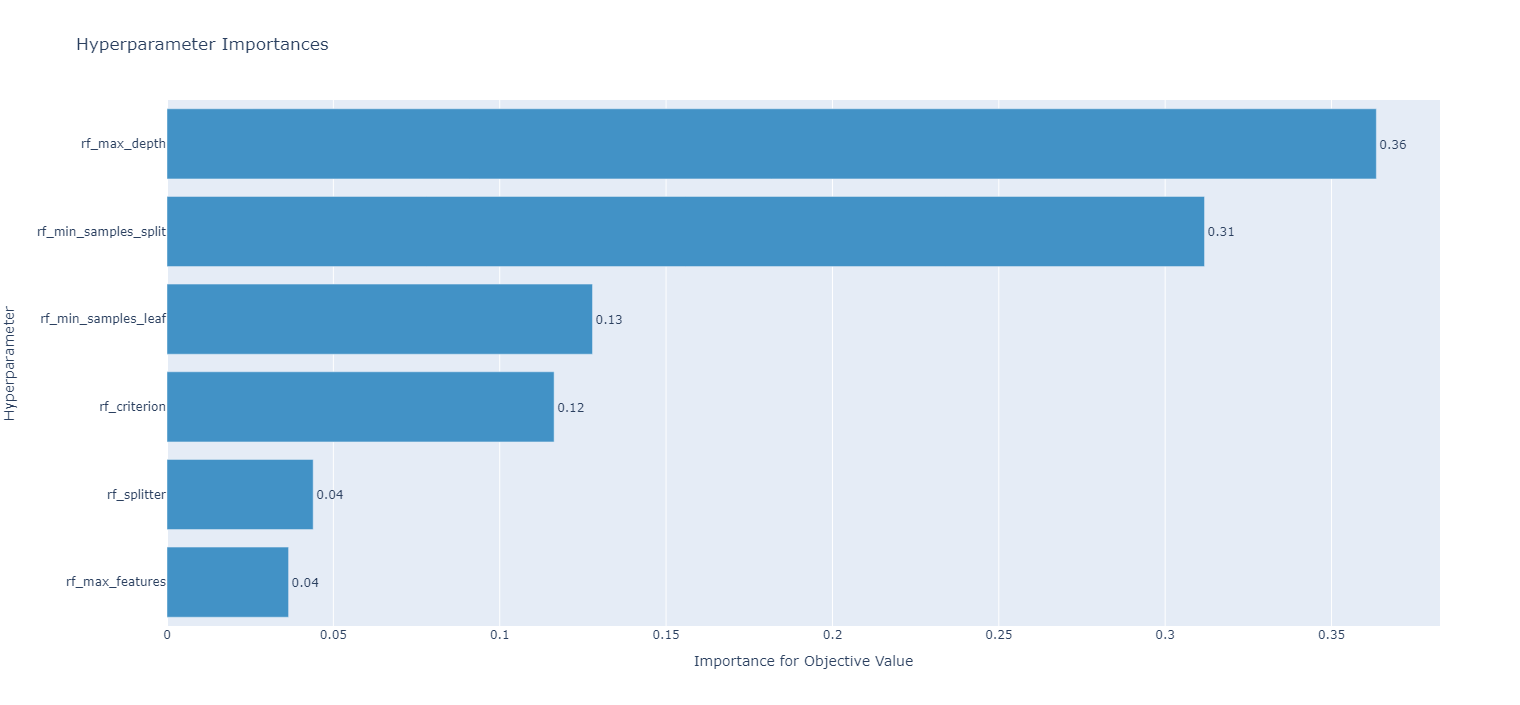 Hyperparameter Importances
Hyperparameter
rf_max_depth
0.36
rf_min_samples_split
0.31
rf_min_samples_leaf
0.13
rf_criterion
0.12
rf_splitter
0.04
rf_max_features
0.04
0
0.05
0.1
0.15
0.2
0.25
0.3
0.35
Importance for Objective Value